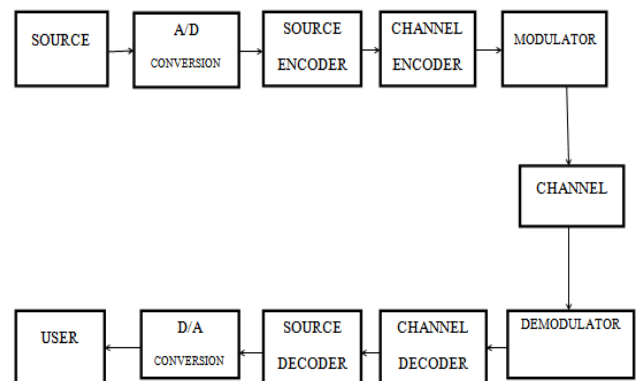 SOURCE
A/D
CONVERSION
SOURCE
ENCODER
CHANNEL
ENCODER
MODULATOR
CHANNEL
USER
D/A
CONVERSION
SOURCE
DECODER
CHANNEL
DECODER
DEMODULATOR